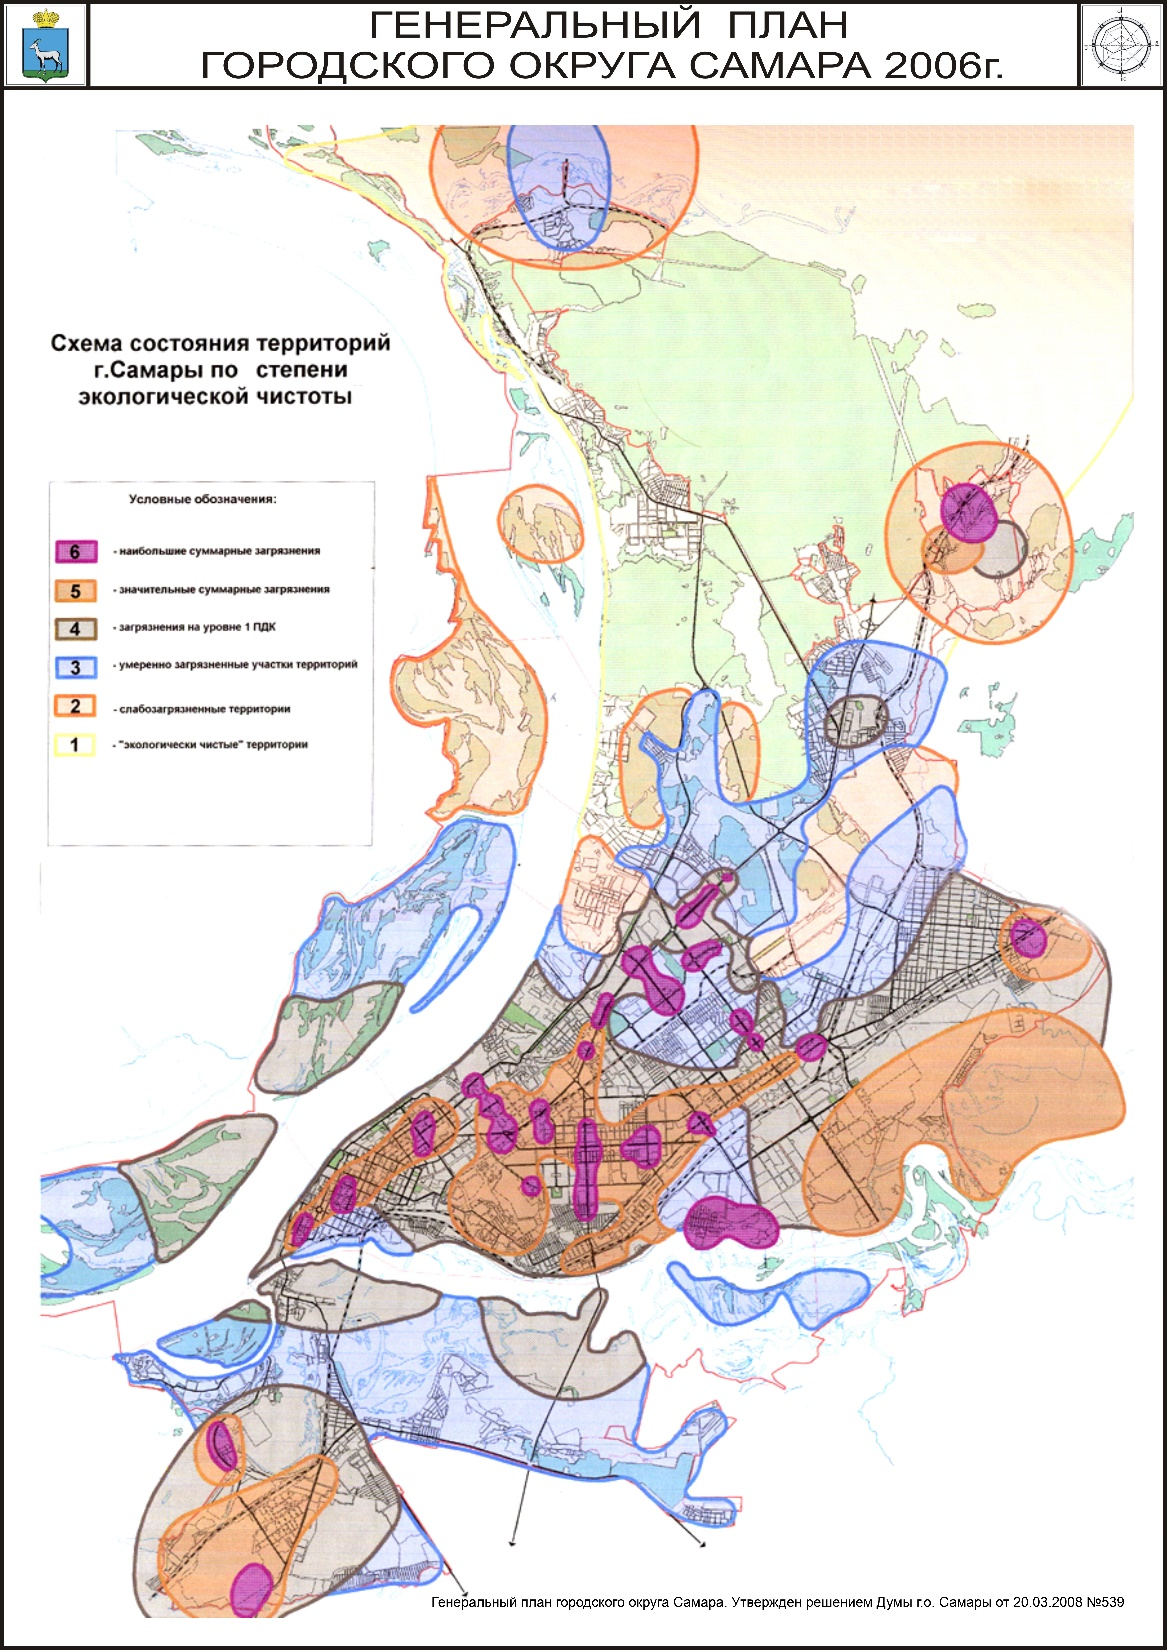 ГЕНЕРАЛЬНЫЙ ПЛАН
ГОРОДСКОГО ОКРУГА САМАРА 2006г.
Схема состояния территорий
г.Самары по степени
экологической чистоты
Условные обозначения:
6 - наибольшие суммарные загрязнения
5 - значительные суммарные загрязнения
4 - загрязнения на уровне 1 ПДК
3 - умеренно загрязненные участки территорий
2 - слабозагрязненные территории
1 - "экологически чистые" территории
Генеральный план городского округа Самара. Утвержден решением Думы г.о. Самары от 20.03.2008 №539